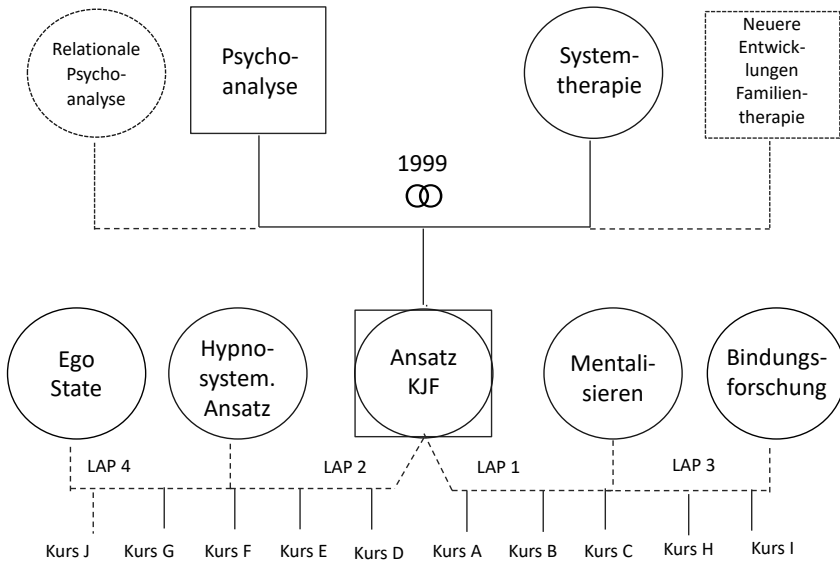 Relationale
Psycho-
analyse
Psycho-
analyse
System-
therapie
Neuere
Entwick-
lungen
Familien-
therapie
1999
Ego
State
Hypno-
system.
Ansatz
Ansatz
KJF
Mentali-
sieren
Bindungs-
forschung
LAP 4
LAP 2
LAP 1
LAP 3
Kurs J
Kurs G
Kurs F
Kurs E
Kurs D
Kurs A
Kurs B
Kurs C
Kurs H
Kurs I